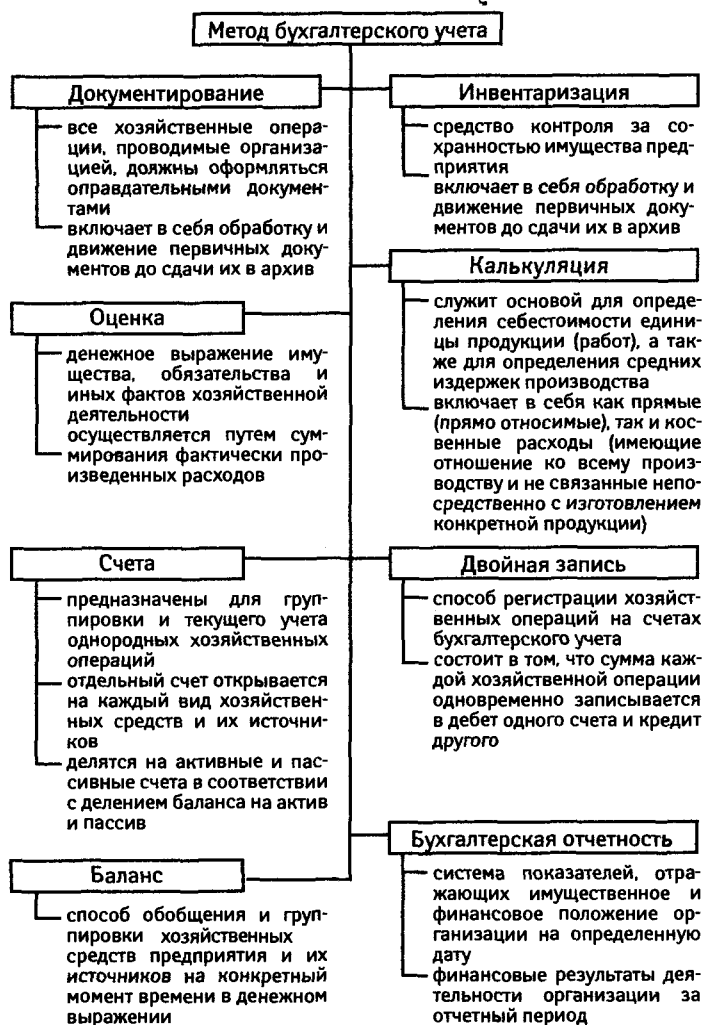 Метод бухгалтерского учета
Документирование
все хозяйственные опера-
ции, проводимые организа-
цией, должны оформляться
оправдательными докумен-
тами
включает в себя обработку и
движение первичных доку-
ментов до сдачи их в архив
Инвентаризация
средство контроля за со-
хранностью имущества пред-
приятия
включает в себя обработку и
движение первичных доку-
ментов до сдачи их в архив
Оценка
денежное выражение иму-
щества, обязательства и
иных фактов хозяйственной
деятельности
осуществляется путем сум-
мирования фактически про-
изведенных расходов
Калькуляция
служит основой для опреде-
ления себестоимости едини-
цы продукции (работ), а так-
же для определения средних
издержек производства
включает в себя как прямые
(прямо относимые), так и кос-
венные расходы (имеющие
отношение ко всему произ-
водству и не связанные непо-
средственно с изготовлением
конкретной продукции)
Счета
предназначены для груп-
пировки и текущего учета
однородных хозяйственных
операций
отдельный счет открывается
на каждый вид хозяйствен-
ных средств и их источни-
ков
делятся на активные и пас-
сивные счета в соответствии
с делением баланса на актив
и пассив
Двойная запись
способ регистрации хозяйст-
венных операций на счетах
бухгалтерского учета
состоит в том, что сумма каж-
дой хозяйственной операции
одновременно записывается
в дебет одного счета и кредит
другого
Баланс
способ обобщения и груп-
пировки хозяйственных
средств предприятия и их
источников на конкретный
момент времени в денежном
выражении
Бухгалтерская отчетность
система показателей, отра-
жающих имущественное и
финансовое положение ор-
ганизации на определенную
дату
финансовые результаты дея-
тельности организации за
отчетный период